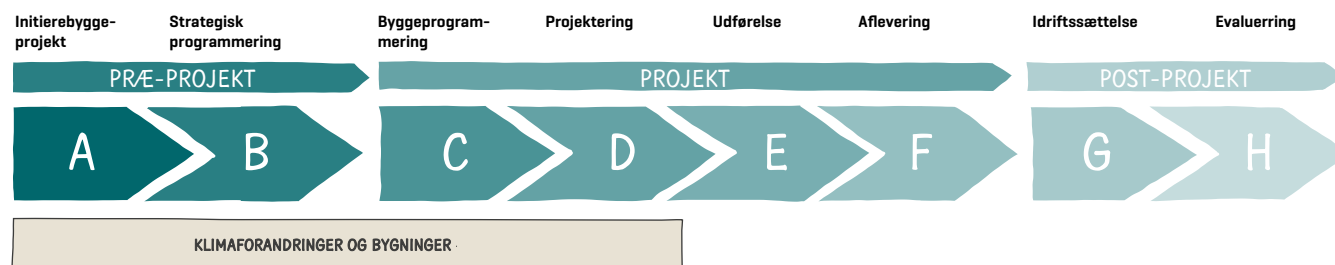 Initierebygge-
projekt
Strategisk
programmering
Byggeprogram-
mering
Projektering
Udførelse
Aflevering
Idriftssættelse
Evaluerring
PRÆ-PROJEKT
PROJEKT
POST-PROJEKT
A
B
C
D
E
F
G
H
KLIMAFORANDRINGER OG BYGNINGER